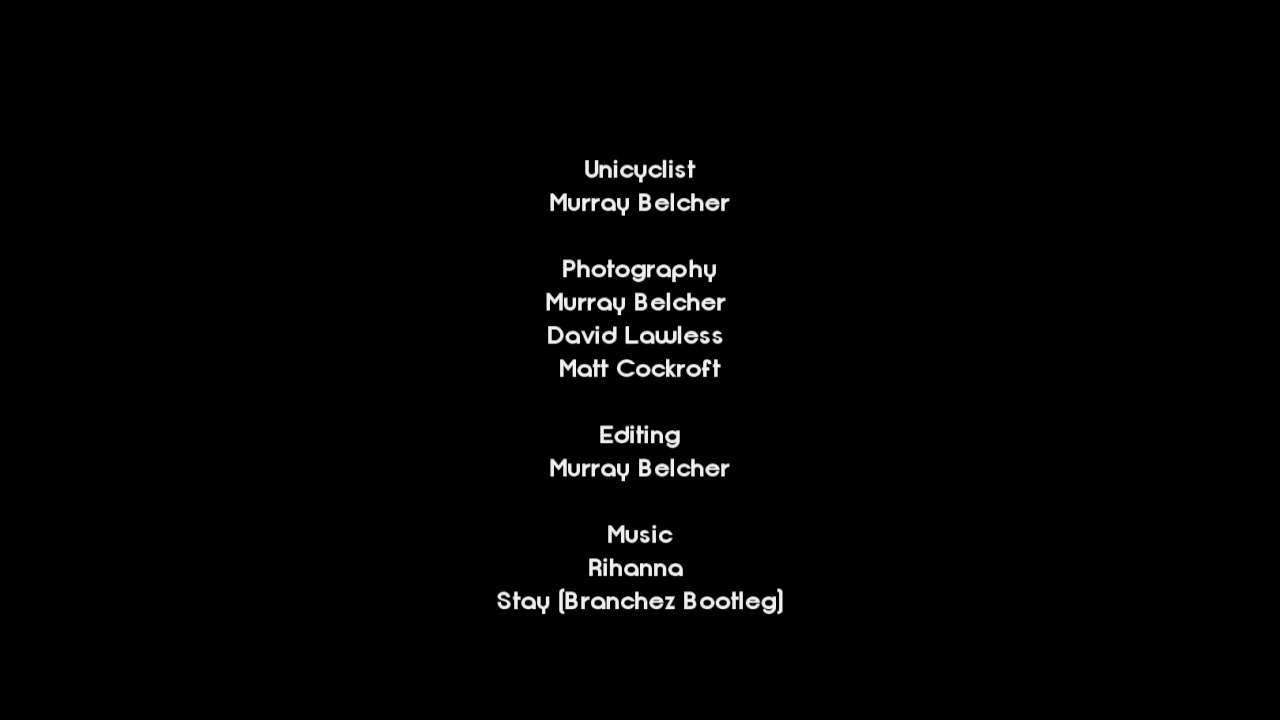 Unicyclist
Murray Belcher
Photography
Murray Belcher
David Lawless
Matt Cockroft
Editing
Murray Belcher
Music
Rihanna
Stay (Branchez Bootleg)